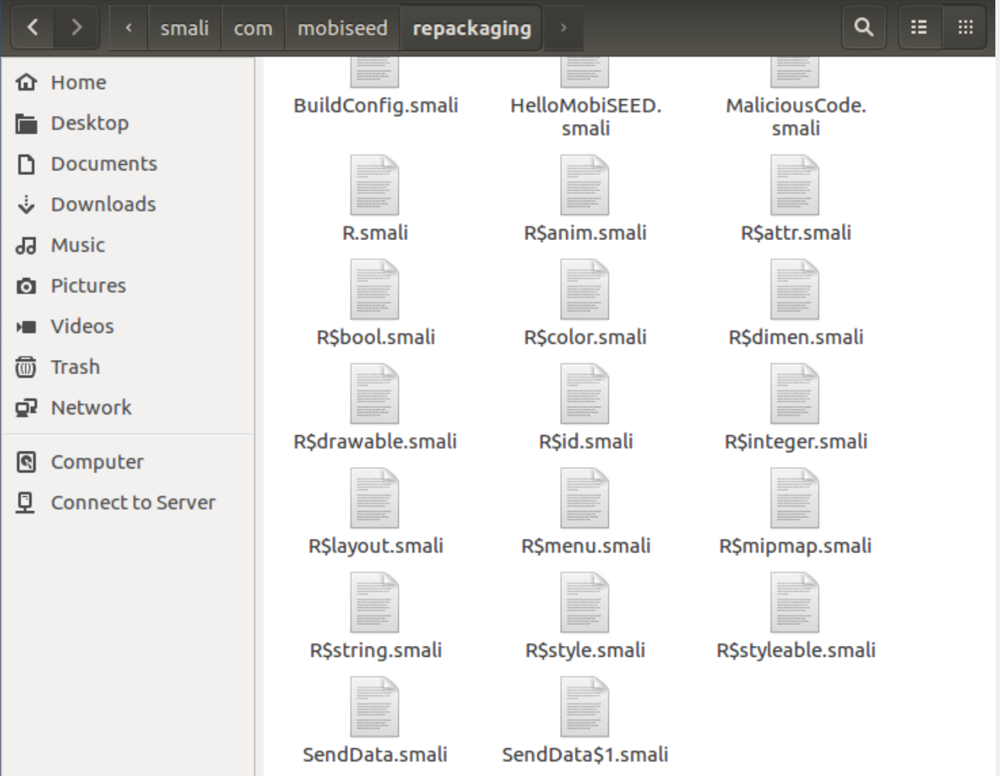 smali com mobiseed repackaging
Home
Desktop
Documents
Downloads
Music
Pictures
Videos
Trash
Network
Computer
Connect to Server
BuildConfig.smali
HelloMobiSEED.
smali
MaliciousCode.
smali
R.smali
R$anim.smali
R$attr.smali
R$bool.smali
R$color.smali
R$dimen.smali
R$drawable.smali
R$id.smali
R$integer.smali
R$layout.smali
R$menu.smali
R$mipmap.smali
R$string.smali
R$style.smali
R$styleable.smali
SendData.smali
SendData$1.smali